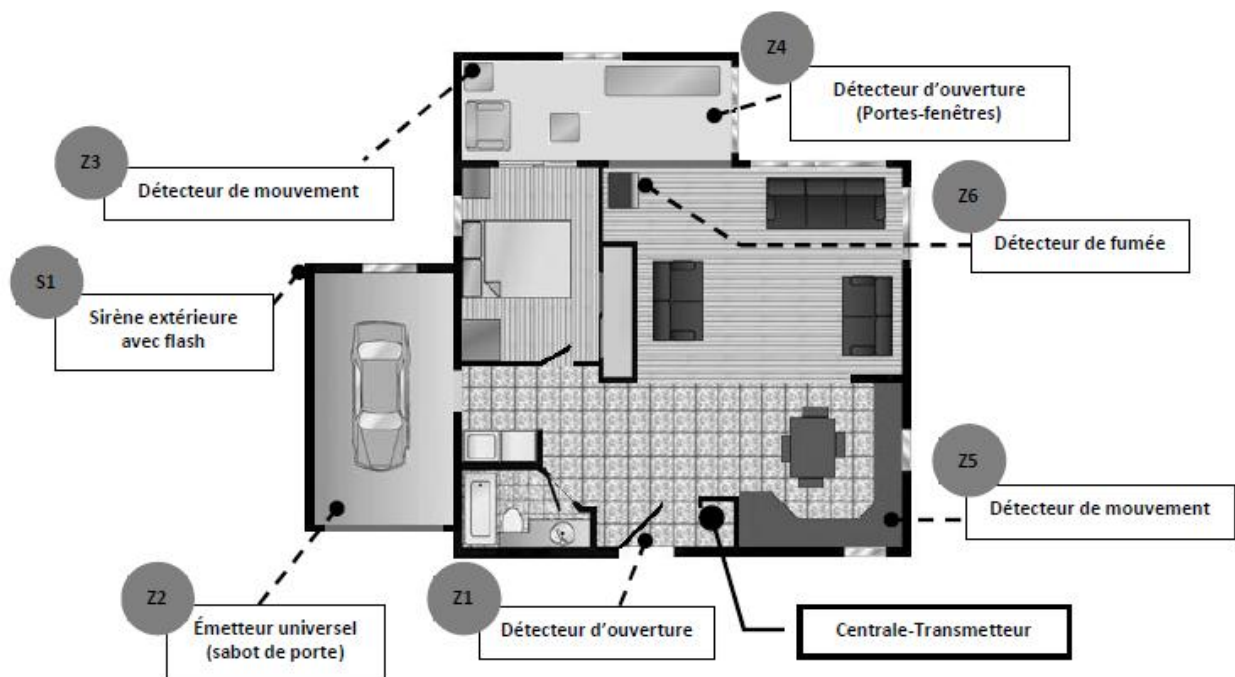 Z4
Détecteur d'ouverture
(Portes-fenêtres)
Z3
Détecteur de mouvement
Z6
Détecteur de fumée
S1
Sirène extérieure
avec flash
Z5
Détecteur de mouvement
Z2
Émetteur universel
(sabot de porte)
Z1
Détecteur d'ouverture
Centrale-Transmetteur